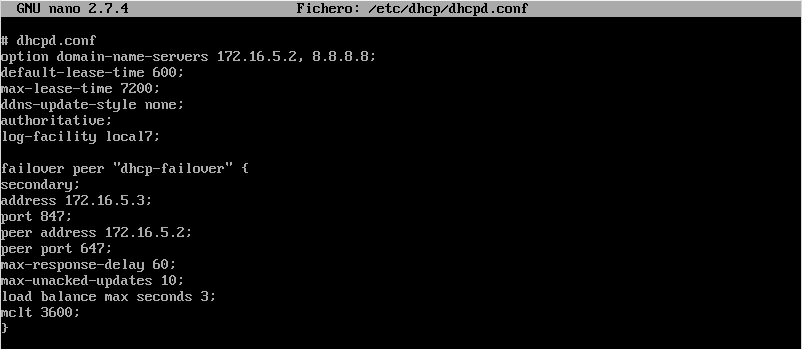 GNU nano 2.7.4 Fichero: /etc/dhcp/dhcpd.conf
# dhcpd.conf
option domain-name-servers 172.16.5.2, 8.8.8.8;
default-lease-time 600;
max-lease-time 7200;
ddns-update-style none;
authoritative;
log-facility local7;
failover peer "dhcp-failover" {
secondary;
address 172.16.5.3;
port 847;
peer address 172.16.5.2;
peer port 647;
max-response-delay 60;
max-unacked-updates 10;
load balance max seconds 3;
mclt 3600;
}